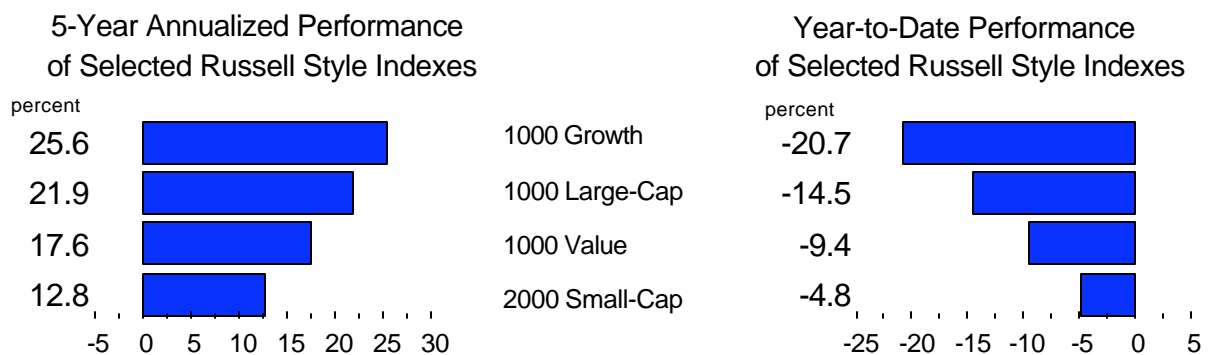 5-Year Annualized Performance
of Selected Russell Style Indexes
percent
25.6
21.9
17.6
12.8
-5 0 5 10 15 20 25 30
1000 Growth
1000 Large-Cap
1000 Value
2000 Small-Cap
Year-to-Date Performance
of Selected Russell Style Indexes
percent
-20.7
-14.5
-9.4
-4.8
-25 -20 -15 -10 -5 0 5